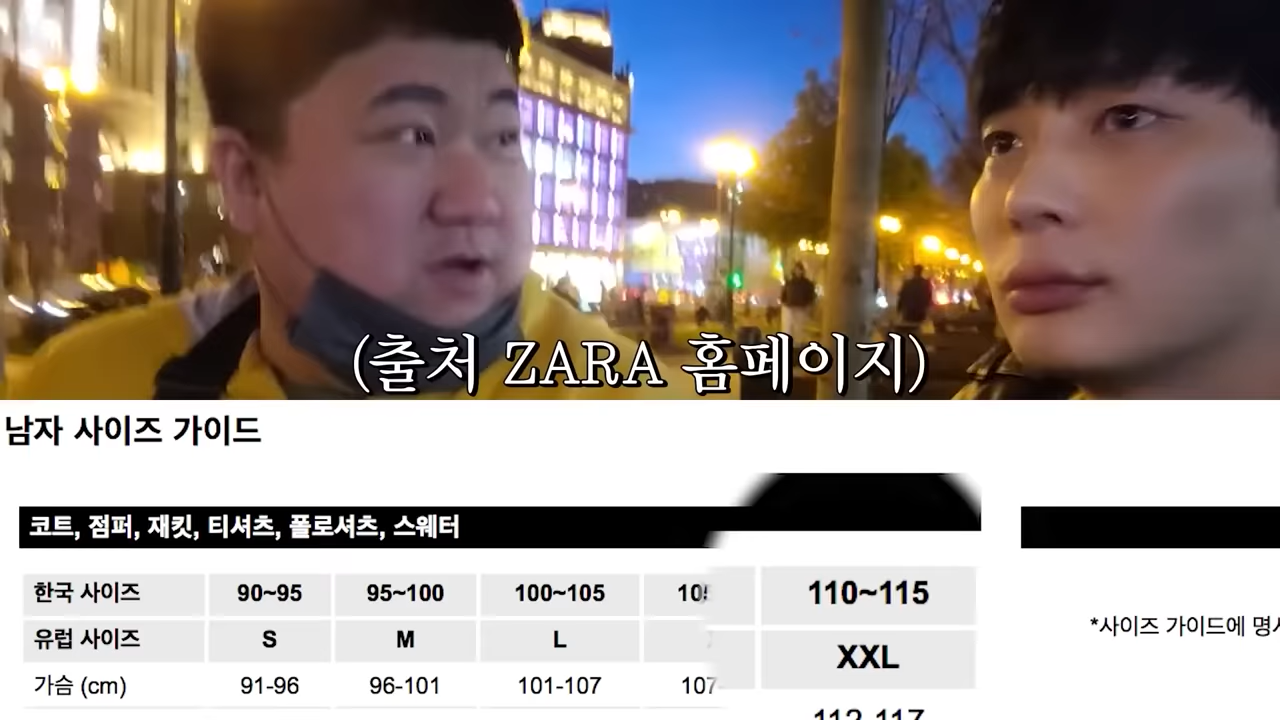 (출처 ZARA 홈페이지)
남자 사이즈 가이드
코트, 점퍼, 재킷, 티셔츠, 폴로셔츠, 스웨터
한국 사이즈 90~95 95~100 100~105 110~115
유럽 사이즈 S M L XXL
가슴 (cm) 91-96 96-101 101-107 112-117
*사이즈 가이드에